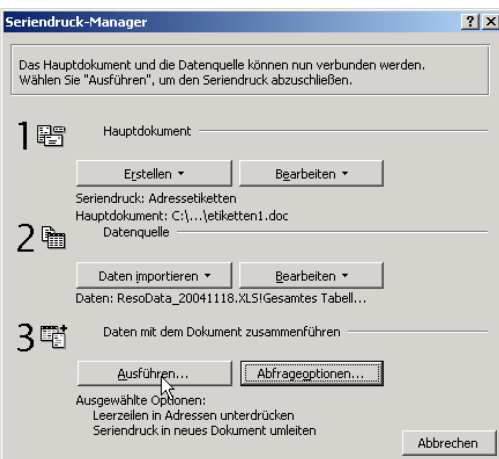 Seriendruck-Manager
Das Hauptdokument und die Datenquelle können nun verbunden werden.
Wählen Sie "Ausführen", um den Seriendruck abzuschließen.
1 Hauptdokument
Erstellen Bearbeiten
Seriendruck: Adressetiketten
Hauptdokument: C:\...\etiketten1.doc
2 Datenquelle
Daten importieren Bearbeiten
Daten: ResoData_20041118.XLS!Gesamtes Tabell...
3 Daten mit dem Dokument zusammenführen
Ausführen... Abfrageoptionen...
Ausgewählte Optionen:
Leerzeilen in Adressen unterdrücken
Seriendruck in neues Dokument umleiten
Abbrechen